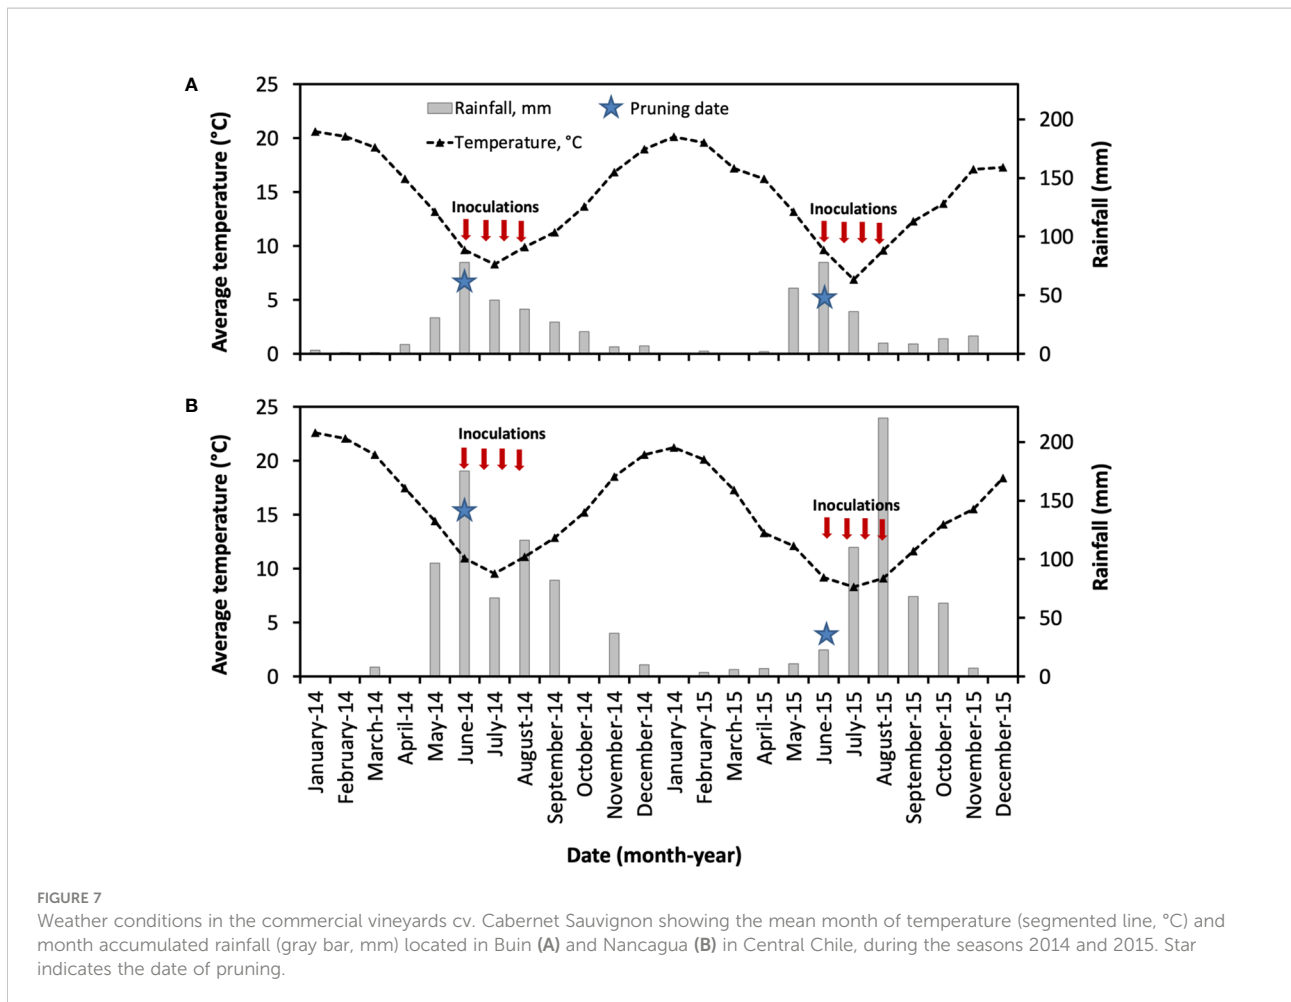 A
25
20
15
10
5
0
Average temperature (°C)
Rainfall, mm
Pruning date
Temperature, °C
Inoculations
Inoculations
200
150
100
50
0
Rainfall (mm)
B
25
20
15
10
5
0
Average temperature (°C)
Inoculations
Inoculations
200
150
100
50
0
Rainfall (mm)
January-14
February-14
March-14
April-14
May-14
June-14
July-14
August-14
September-14
October-14
November-14
December-14
January-14
February-15
March-15
April-15
May-15
June-15
July-15
August-15
September-15
October-15
November-15
December-15
Date (month-year)
FIGURE 7
Weather conditions in the commercial vineyards cv. Cabernet Sauvignon showing the mean month of temperature (segmented line, °C) and
month accumulated rainfall (gray bar, mm) located in Buin (A) and Nancagua (B) in Central Chile, during the seasons 2014 and 2015. Star
indicates the date of pruning.